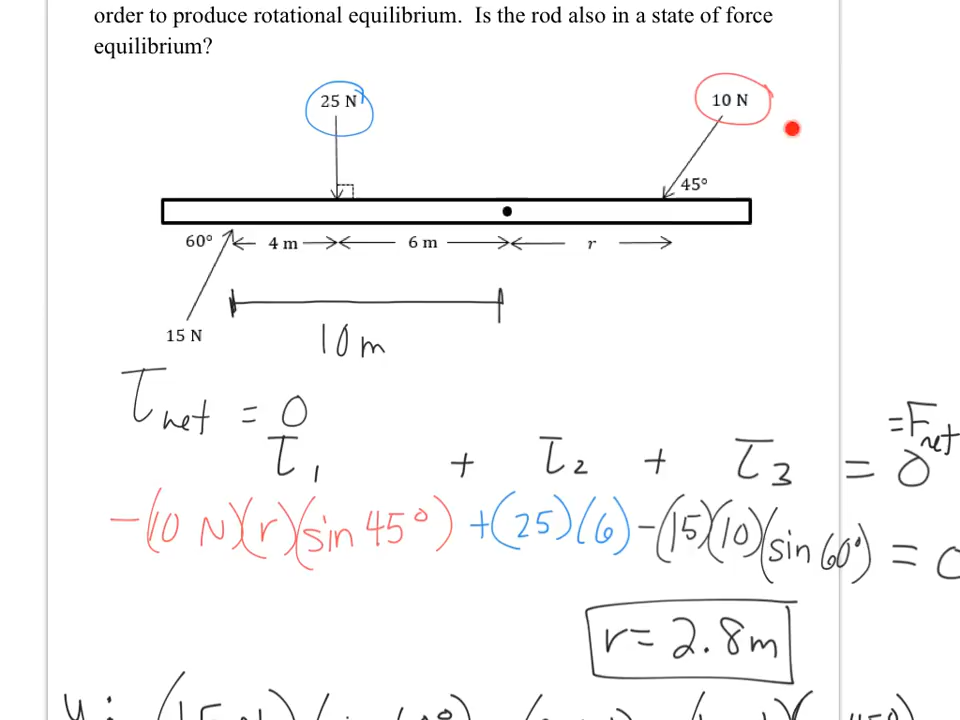 order to produce rotational equilibrium. Is the rod also in a state of force
equilibrium?
25 N
10 N
45°
60°
4 m
6 m
r
15 N
10 m
τnet = 0
= Fnet
τ1 + τ2 + τ3 = 0
-(10 N)(r)(sin 45°) +(25)(6) -(15)(10)(sin 60°) = 0
r = 2.8 m